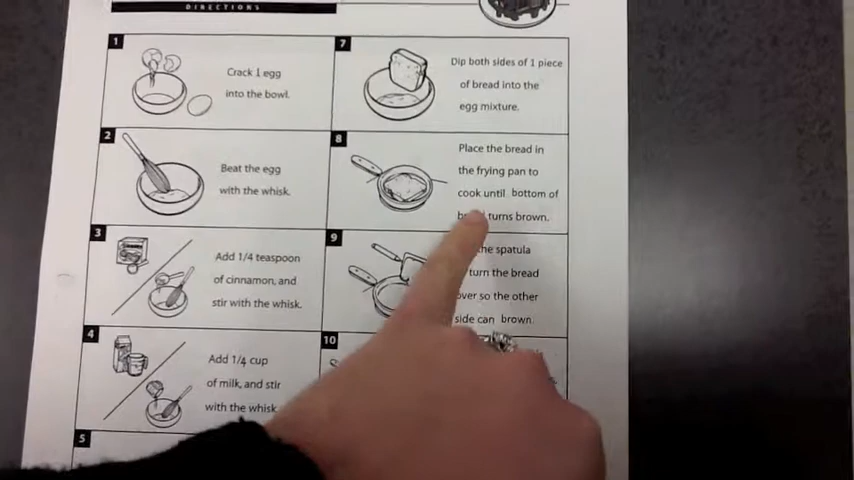 DIRECTIONS
1
Crack 1 egg
into the bowl.
2
Beat the egg
with the whisk.
3
Add 1/4 teaspoon
of cinnamon, and
stir with the whisk.
4
Add 1/4 cup
of milk, and stir
with the whisk
5
7
Dip both sides of 1 piece
of bread into the
egg mixture.
8
Place the bread in
the frying pan to
cook until bottom of
turns brown.
9
the spatula
turn the bread
over so the other
side can brown.
10